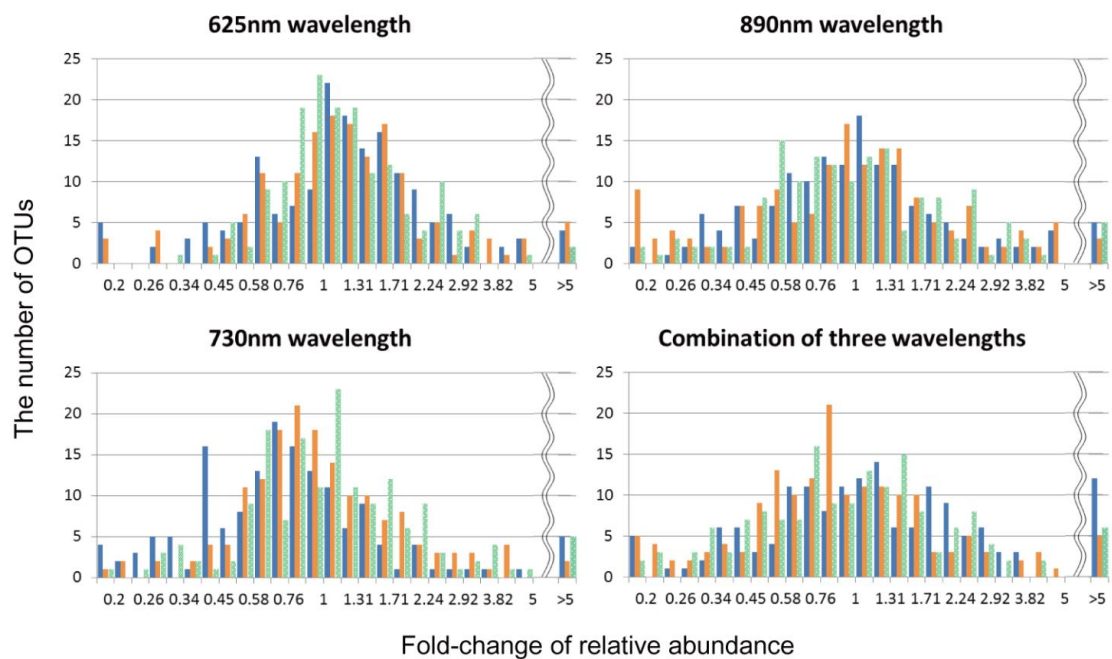 625nm wavelength
25
20
15
10
5
0
0.2 0.26 0.34 0.45 0.58 0.76 1 1.31 1.71 2.24 2.92 3.82 5 >5
890nm wavelength
25
20
15
10
5
0
0.2 0.26 0.34 0.45 0.58 0.76 1 1.31 1.71 2.24 2.92 3.82 5 >5
The number of OTUs
730nm wavelength
25
20
15
10
5
0
0.2 0.26 0.34 0.45 0.58 0.76 1 1.31 1.71 2.24 2.92 3.82 5 >5
Combination of three wavelengths
25
20
15
10
5
0
0.2 0.26 0.34 0.45 0.58 0.76 1 1.31 1.71 2.24 2.92 3.82 5 >5
Fold-change of relative abundance